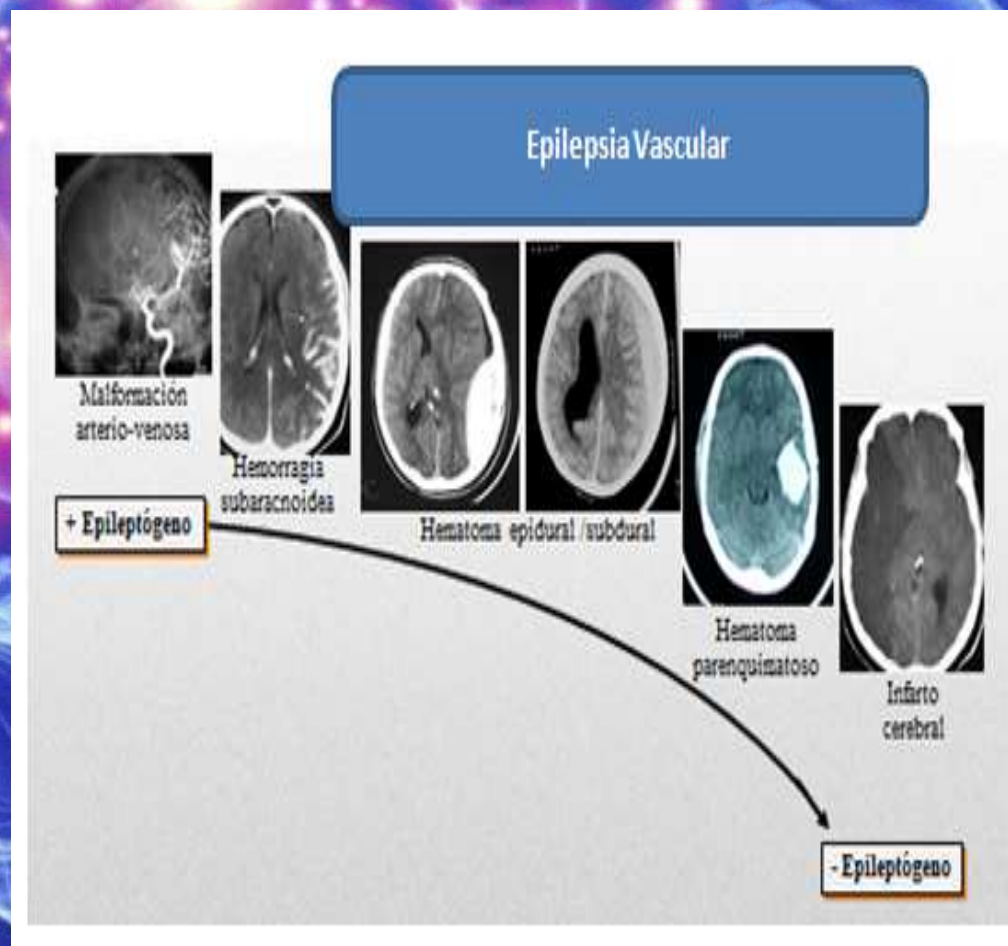 Epilepsia Vascular
Malformación
arterio-venosa
Hemorragia
subaracnoidea
Hematoma epidural /subdural
Hematoma
parenquimatoso
Infarto
cerebral
+ Epileptógeno
- Epileptógeno